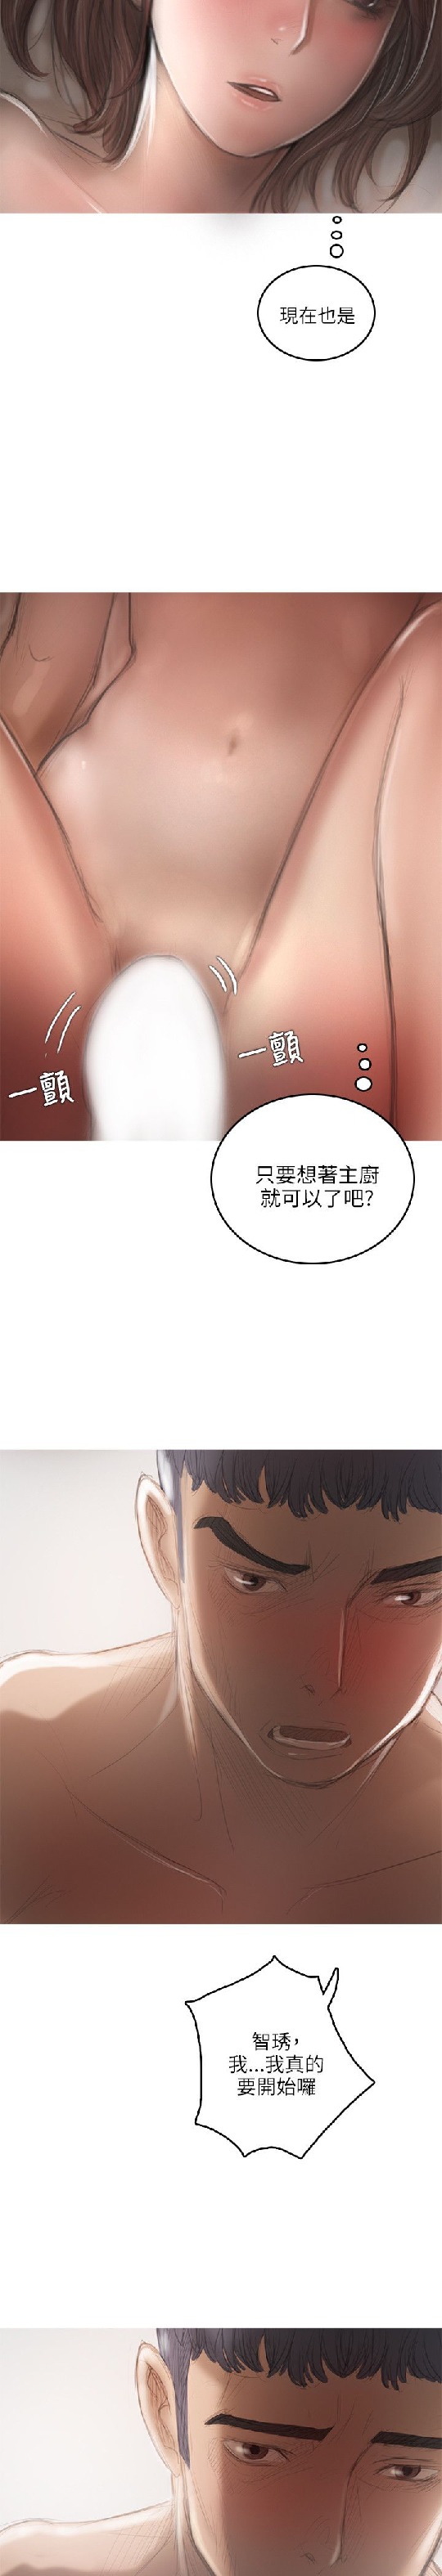 現在也是
一顫
一顫
只要想著主廚
就可以了吧?
智琇,
我...我真的
要開始囉